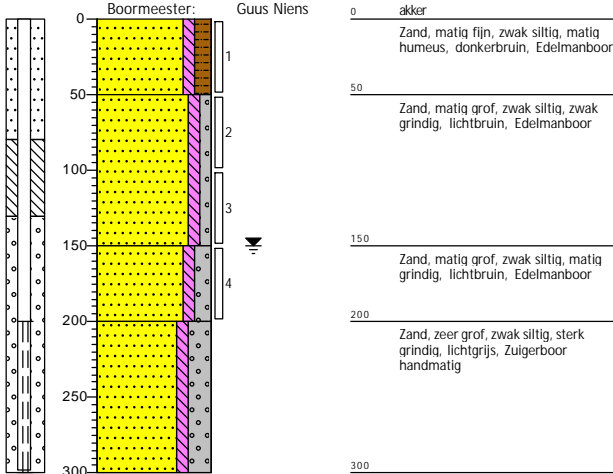 Boormeester: Guus Niens
0
50
100
150
200
250
300
1
2
3
4
0 akker
Zand, matig fijn, zwak siltig, matig
humeus, donkerbruin, Edelmanboor
50
Zand, matig grof, zwak siltig, zwak
grindig, lichtbruin, Edelmanboor
150
Zand, matig grof, zwak siltig, matig
grindig, lichtbruin, Edelmanboor
200
Zand, zeer grof, zwak siltig, sterk
grindig, lichtgrijs, Zuigerboor
handmatig
300